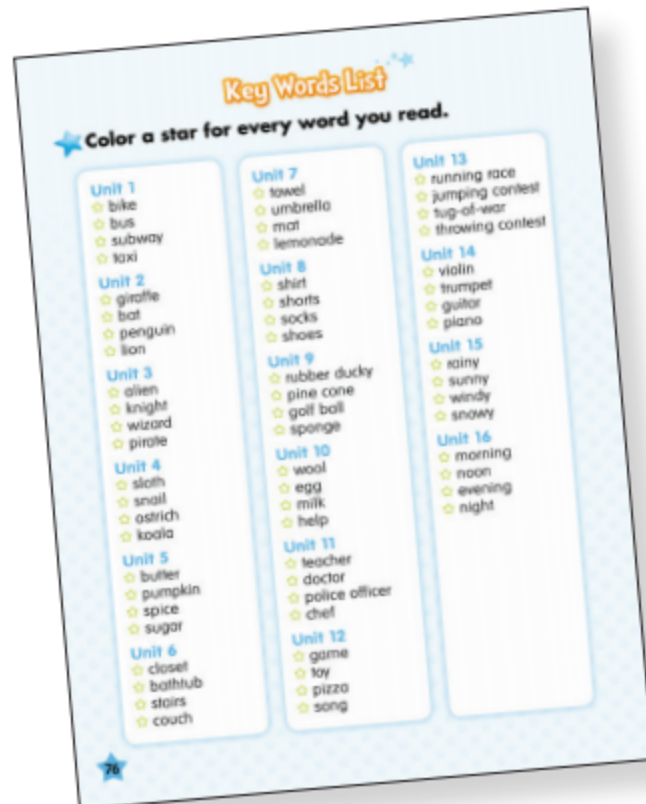 Key Words List
Color a star for every word you read.
Unit 1
bike
bus
subway
taxi
Unit 2
giraffe
bat
penguin
lion
Unit 3
alien
knight
wizard
pirate
Unit 4
sloth
snail
ostrich
koala
Unit 5
butter
pumpkin
spice
sugar
Unit 6
closet
bathtub
stairs
couch
Unit 7
towel
umbrella
mat
lemonade
Unit 8
shirt
shorts
socks
shoes
Unit 9
rubber ducky
pine cone
golf ball
sponge
Unit 10
wool
egg
milk
help
Unit 11
teacher
doctor
police officer
chef
Unit 12
game
toy
pizza
song
Unit 13
running race
jumping contest
tug-of-war
throwing contest
Unit 14
violin
trumpet
guitar
piano
Unit 15
rainy
sunny
windy
snowy
Unit 16
morning
noon
evening
night
76